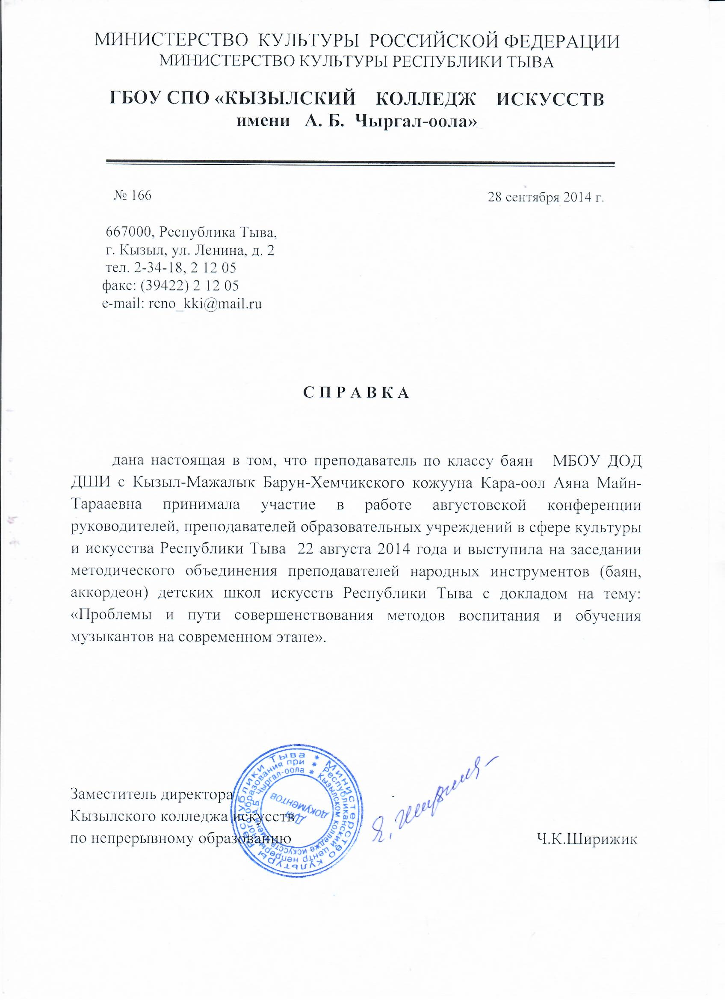 МИНИСТЕРСТВО КУЛЬТУРЫ РОССИЙСКОЙ ФЕДЕРАЦИИ
МИНИСТЕРСТВО КУЛЬТУРЫ РЕСПУБЛИКИ ТЫВА
ГБОУ СПО «КЫЗЫЛСКИЙ КОЛЛЕДЖ ИСКУССТВ
имени А. Б. Чыргал-оола»
№ 166
28 сентября 2014 г.
667000, Республика Тыва,
г. Кызыл, ул. Ленина, д. 2
тел. 2-34-18, 2 12 05
факс: (39422) 2 12 05
e-mail: rcno_kki@mail.ru
С П Р А В К А
дана настоящая в том, что преподаватель по классу баян МБОУ ДОД
ДШИ с Кызыл-Мажалык Барун-Хемчикского кожууна Кара-оол Аяна Майн-
Тарааевна принимала участие в работе августовской конференции
руководителей, преподавателей образовательных учреждений в сфере культуры
и искусства Республики Тыва 22 августа 2014 года и выступила на заседании
методического объединения преподавателей народных инструментов (баян,
аккордеон) детских школ искусств Республики Тыва с докладом на тему:
«Проблемы и пути совершенствования методов воспитания и обучения
музыкантов на современном этапе».
Заместитель директора
Кызылского колледжа искусств
по непрерывному образованию
Ч.К.Ширижик
* Министерство культуры Республики Тыва
* Республиканский центр непрерывного образования при
* Кызылском колледже искусств имени А.Б. Чыргал-оола
Для
документов